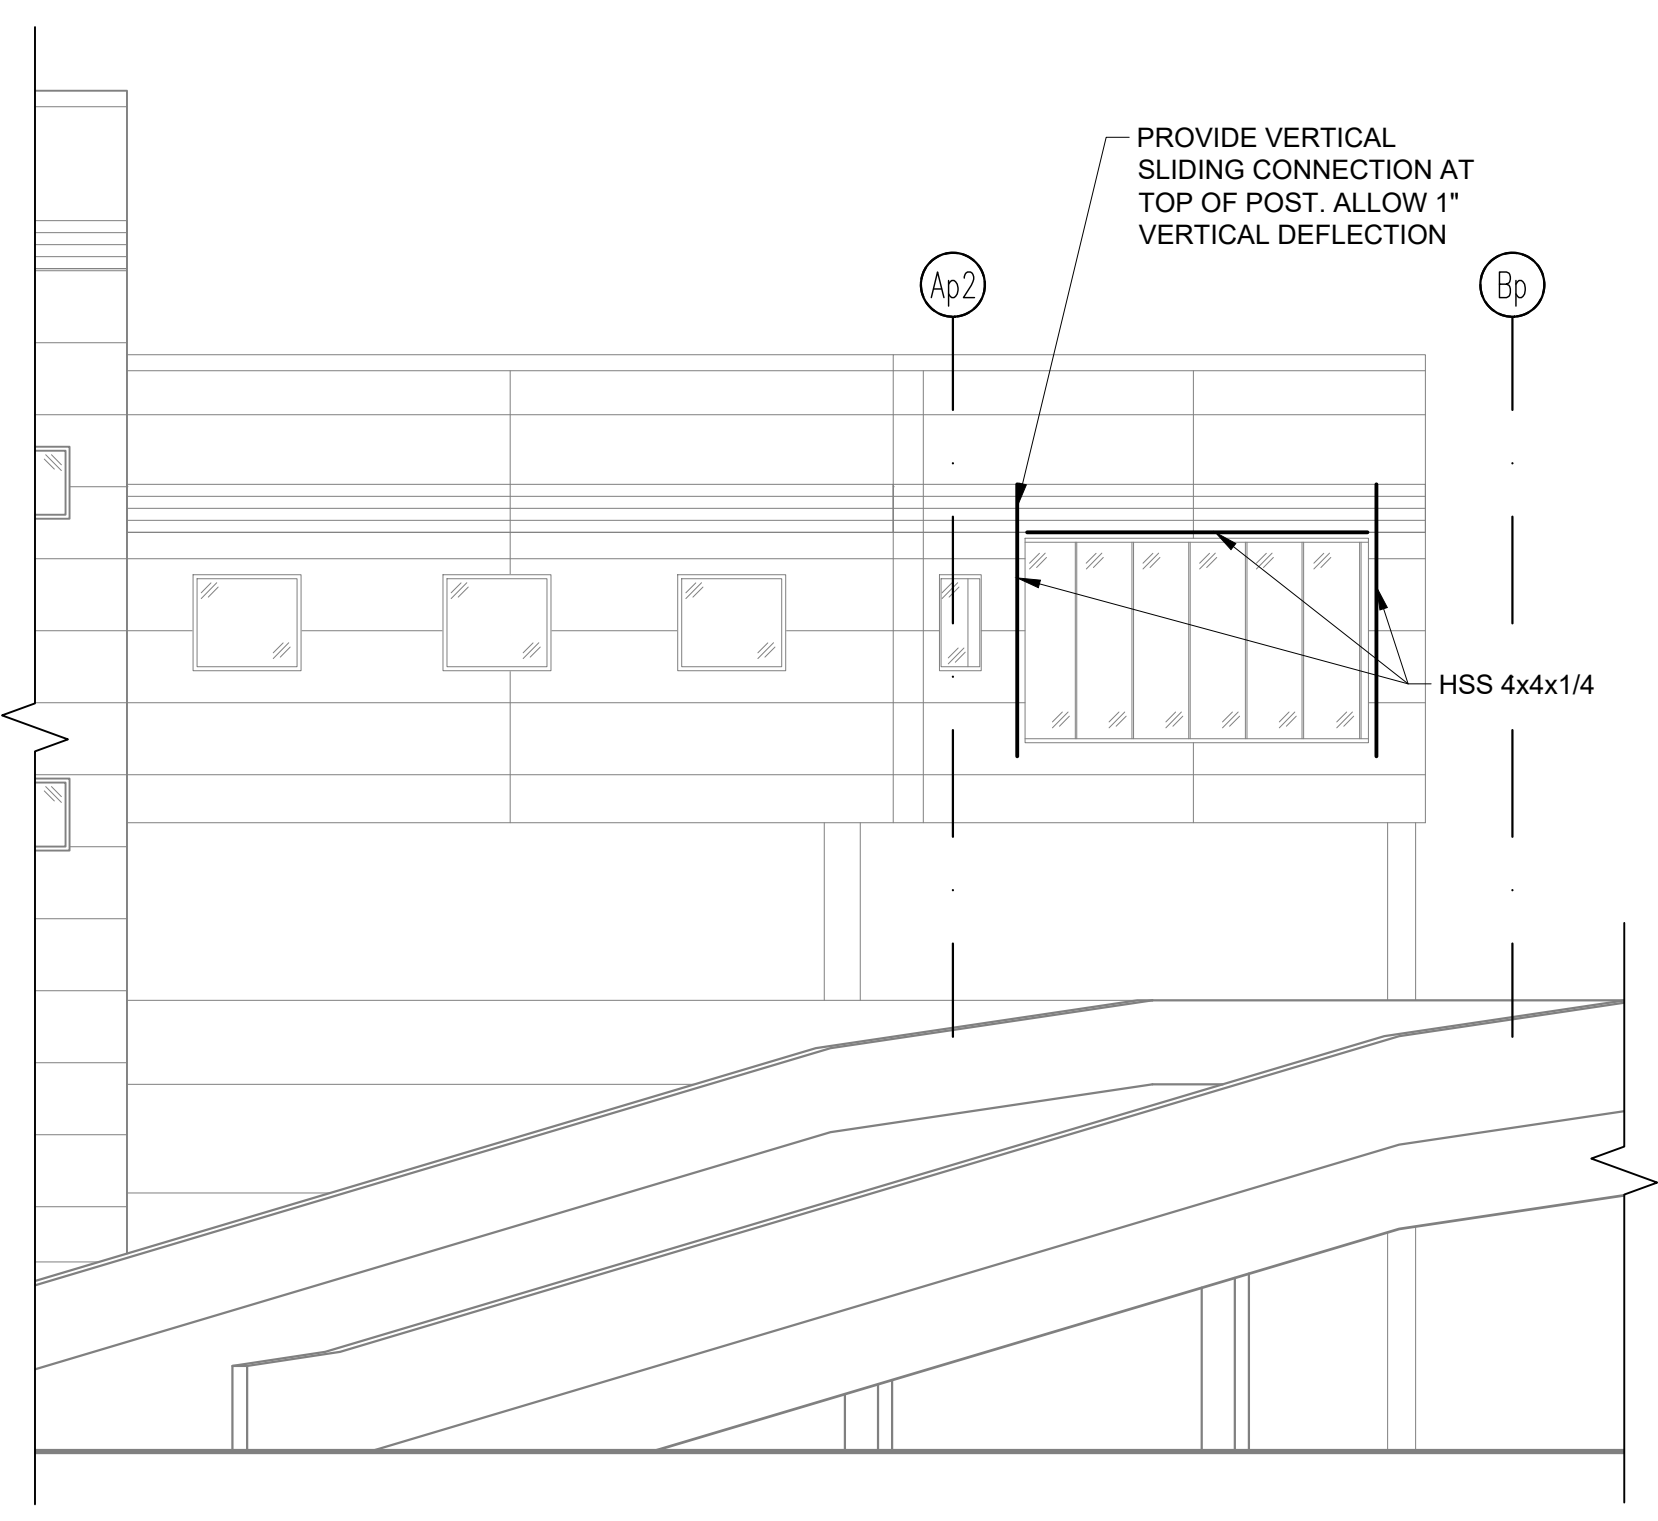 PROVIDE VERTICAL
SLIDING CONNECTION AT
TOP OF POST. ALLOW 1"
VERTICAL DEFLECTION
Ap2
Bp
HSS 4x4x1/4